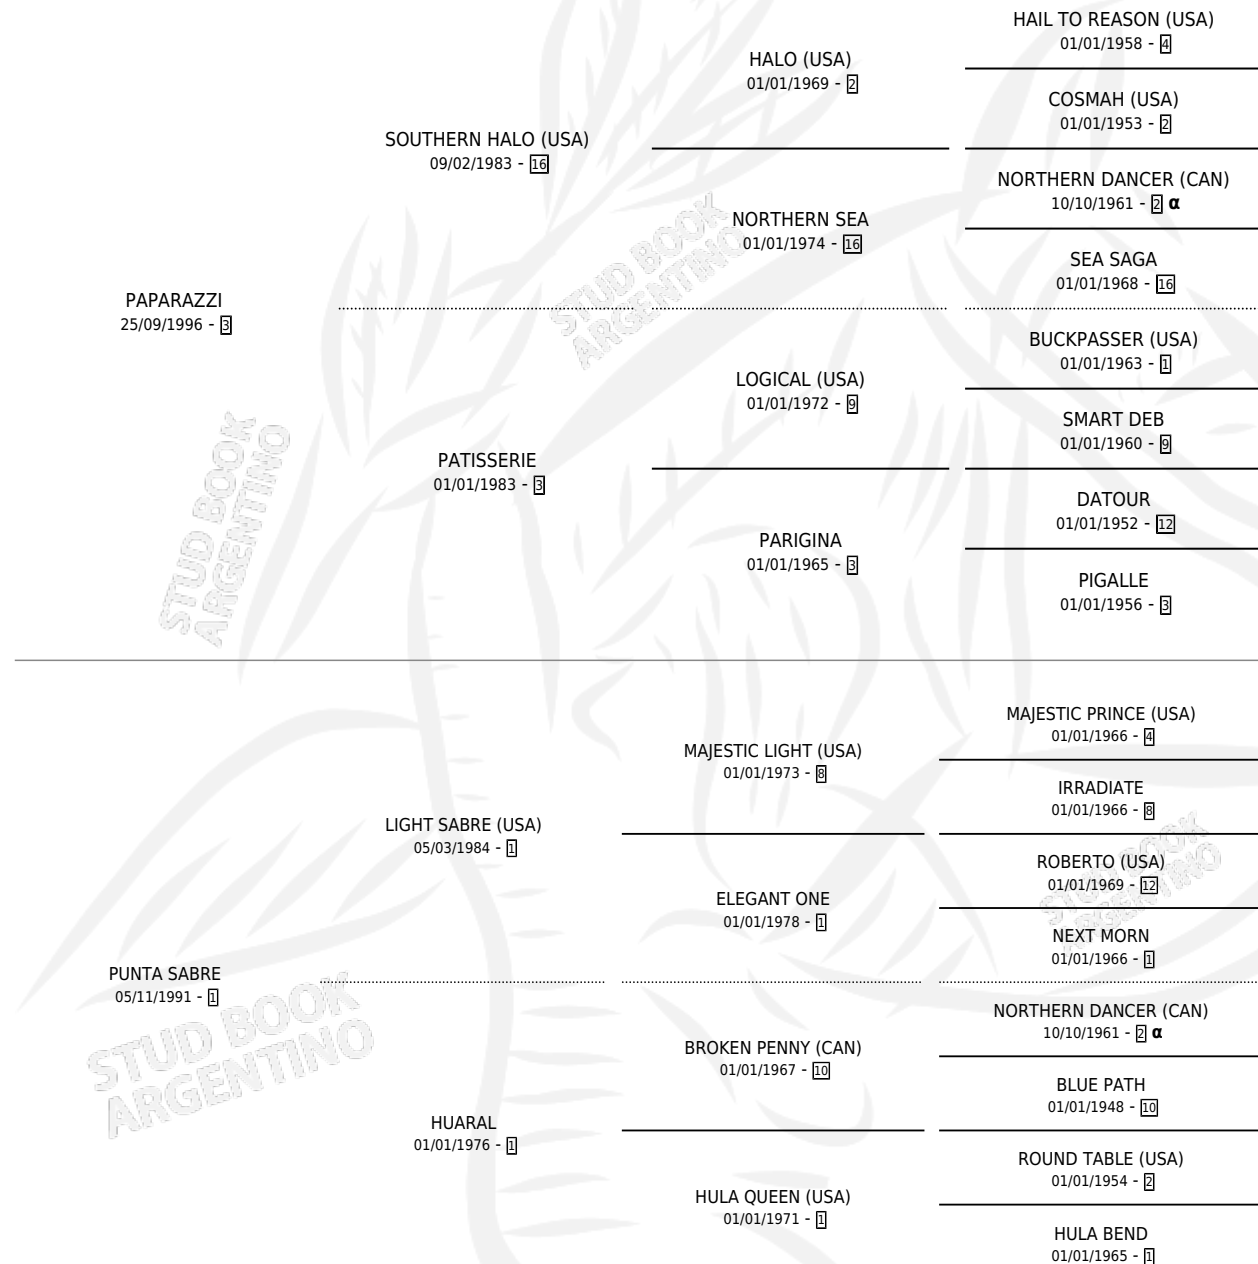 HAIL TO REASON (USA)
01/01/1958 - 4
HALO (USA)
01/01/1969 - 2
COSMAH (USA)
01/01/1953 - 2
SOUTHERN HALO (USA)
09/02/1983 - 16
NORTHERN DANCER (CAN)
10/10/1961 - 2 α
NORTHERN SEA
01/01/1974 - 16
SEA SAGA
01/01/1968 - 16
STUD BOOK
ARGENTINO
PAPARAZZI
25/09/1996 - 3
BUCKPASSER (USA)
01/01/1963 - 1
LOGICAL (USA)
01/01/1972 - 9
SMART DEB
01/01/1960 - 9
PATISSERIE
01/01/1983 - 3
DATOUR
01/01/1952 - 12
PARIGINA
01/01/1965 - 3
PIGALLE
01/01/1956 - 3
STUD BOOK
ARGENTINO
MAJESTIC PRINCE (USA)
01/01/1966 - 4
MAJESTIC LIGHT (USA)
01/01/1973 - 8
IRRADIATE
01/01/1966 - 8
LIGHT SABRE (USA)
05/03/1984 - 1
ROBERTO (USA)
01/01/1969 - 12
STUD BOOK
ARGENTINO
ELEGANT ONE
01/01/1978 - 1
NEXT MORN
01/01/1966 - 1
PUNTA SABRE
05/11/1991 - 1
STUD BOOK
ARGENTINO
NORTHERN DANCER (CAN)
10/10/1961 - 2 α
BROKEN PENNY (CAN)
01/01/1967 - 10
BLUE PATH
01/01/1948 - 10
HUARAL
01/01/1976 - 1
ROUND TABLE (USA)
01/01/1954 - 2
HULA QUEEN (USA)
01/01/1971 - 1
HULA BEND
01/01/1965 - 1